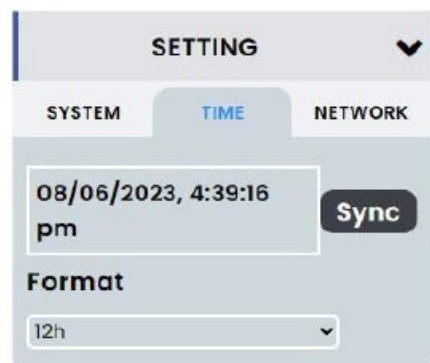 SETTING
SYSTEM TIME NETWORK
08/06/2023, 4:39:16
pm
Sync
Format
12h